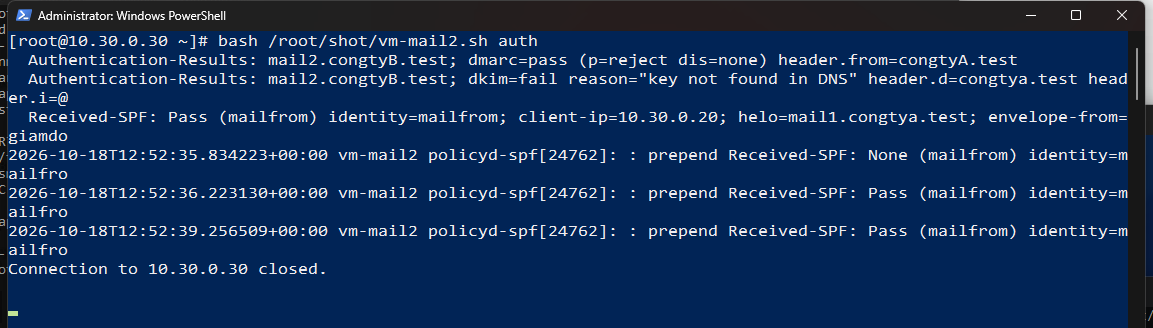 Administrator: Windows PowerShell
[root@10.30.0.30 ~]# bash /root/shot/vm-mail2.sh auth
  Authentication-Results: mail2.congtyB.test; dmarc=pass (p=reject dis=none) header.from=congtyA.test
  Authentication-Results: mail2.congtyB.test; dkim=fail reason="key not found in DNS" header.d=congtya.test head
er.i=@
  Received-SPF: Pass (mailfrom) identity=mailfrom; client-ip=10.30.0.20; helo=mail1.congtya.test; envelope-from=
giamdo
2026-10-18T12:52:35.834223+00:00 vm-mail2 policyd-spf[24762]: : prepend Received-SPF: None (mailfrom) identity=m
ailfro
2026-10-18T12:52:36.223130+00:00 vm-mail2 policyd-spf[24762]: : prepend Received-SPF: Pass (mailfrom) identity=m
ailfro
2026-10-18T12:52:39.256509+00:00 vm-mail2 policyd-spf[24762]: : prepend Received-SPF: Pass (mailfrom) identity=m
ailfro
Connection to 10.30.0.30 closed.